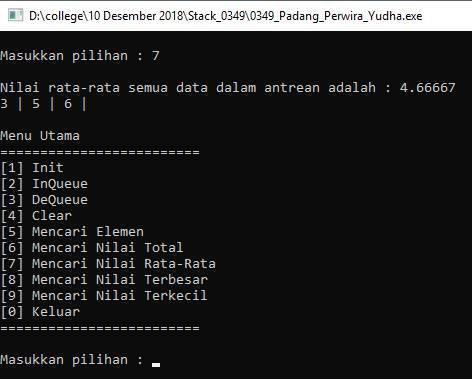 D:\college\10 Desember 2018\Stack_0349\0349_Padang_Perwira_Yudha.exe
Masukkan pilihan : 7
Nilai rata-rata semua data dalam antrean adalah : 4.66667
3 | 5 | 6 |
Menu Utama
=========================
[1] Init
[2] InQueue
[3] DeQueue
[4] Clear
[5] Mencari Elemen
[6] Mencari Nilai Total
[7] Mencari Nilai Rata-Rata
[8] Mencari Nilai Terbesar
[9] Mencari Nilai Terkecil
[0] Keluar
=========================
Masukkan pilihan : _